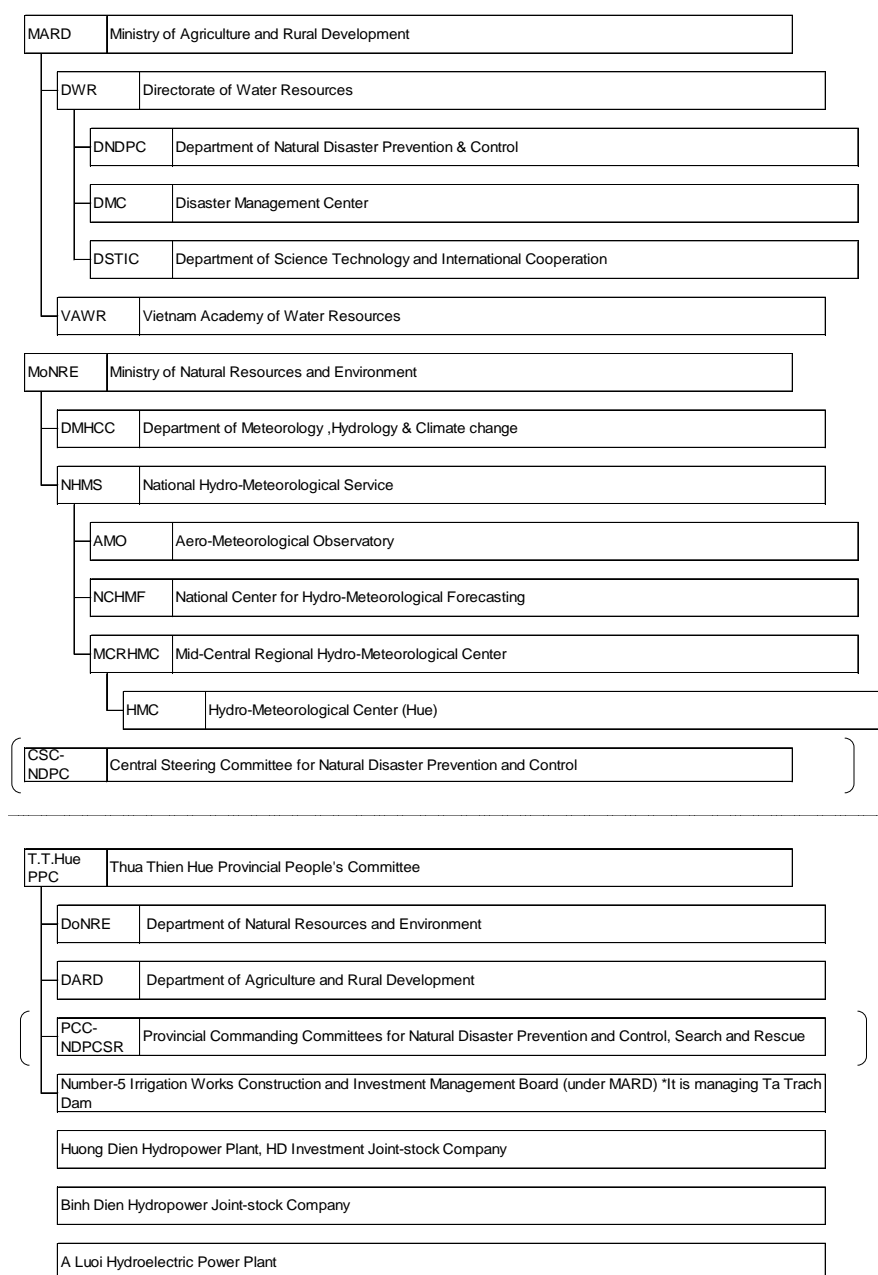 MARD Ministry of Agriculture and Rural Development
DWR Directorate of Water Resources
DNDPC Department of Natural Disaster Prevention & Control
DMC Disaster Management Center
DSTIC Department of Science Technology and International Cooperation
VAWR Vietnam Academy of Water Resources
MoNRE Ministry of Natural Resources and Environment
DMHCC Department of Meteorology ,Hydrology & Climate change
NHMS National Hydro-Meteorological Service
AMO Aero-Meteorological Observatory
NCHMF National Center for Hydro-Meteorological Forecasting
MCRHMC Mid-Central Regional Hydro-Meteorological Center
HMC Hydro-Meteorological Center (Hue)
CSC-
NDPC
Central Steering Committee for Natural Disaster Prevention and Control
T.T.Hue
PPC
Thua Thien Hue Provincial People's Committee
DoNRE Department of Natural Resources and Environment
DARD Department of Agriculture and Rural Development
PCC-
NDPCSR
Provincial Commanding Committees for Natural Disaster Prevention and Control, Search and Rescue
Number-5 Irrigation Works Construction and Investment Management Board (under MARD) *It is managing Ta Trach
Dam
Huong Dien Hydropower Plant, HD Investment Joint-stock Company
Binh Dien Hydropower Joint-stock Company
A Luoi Hydroelectric Power Plant